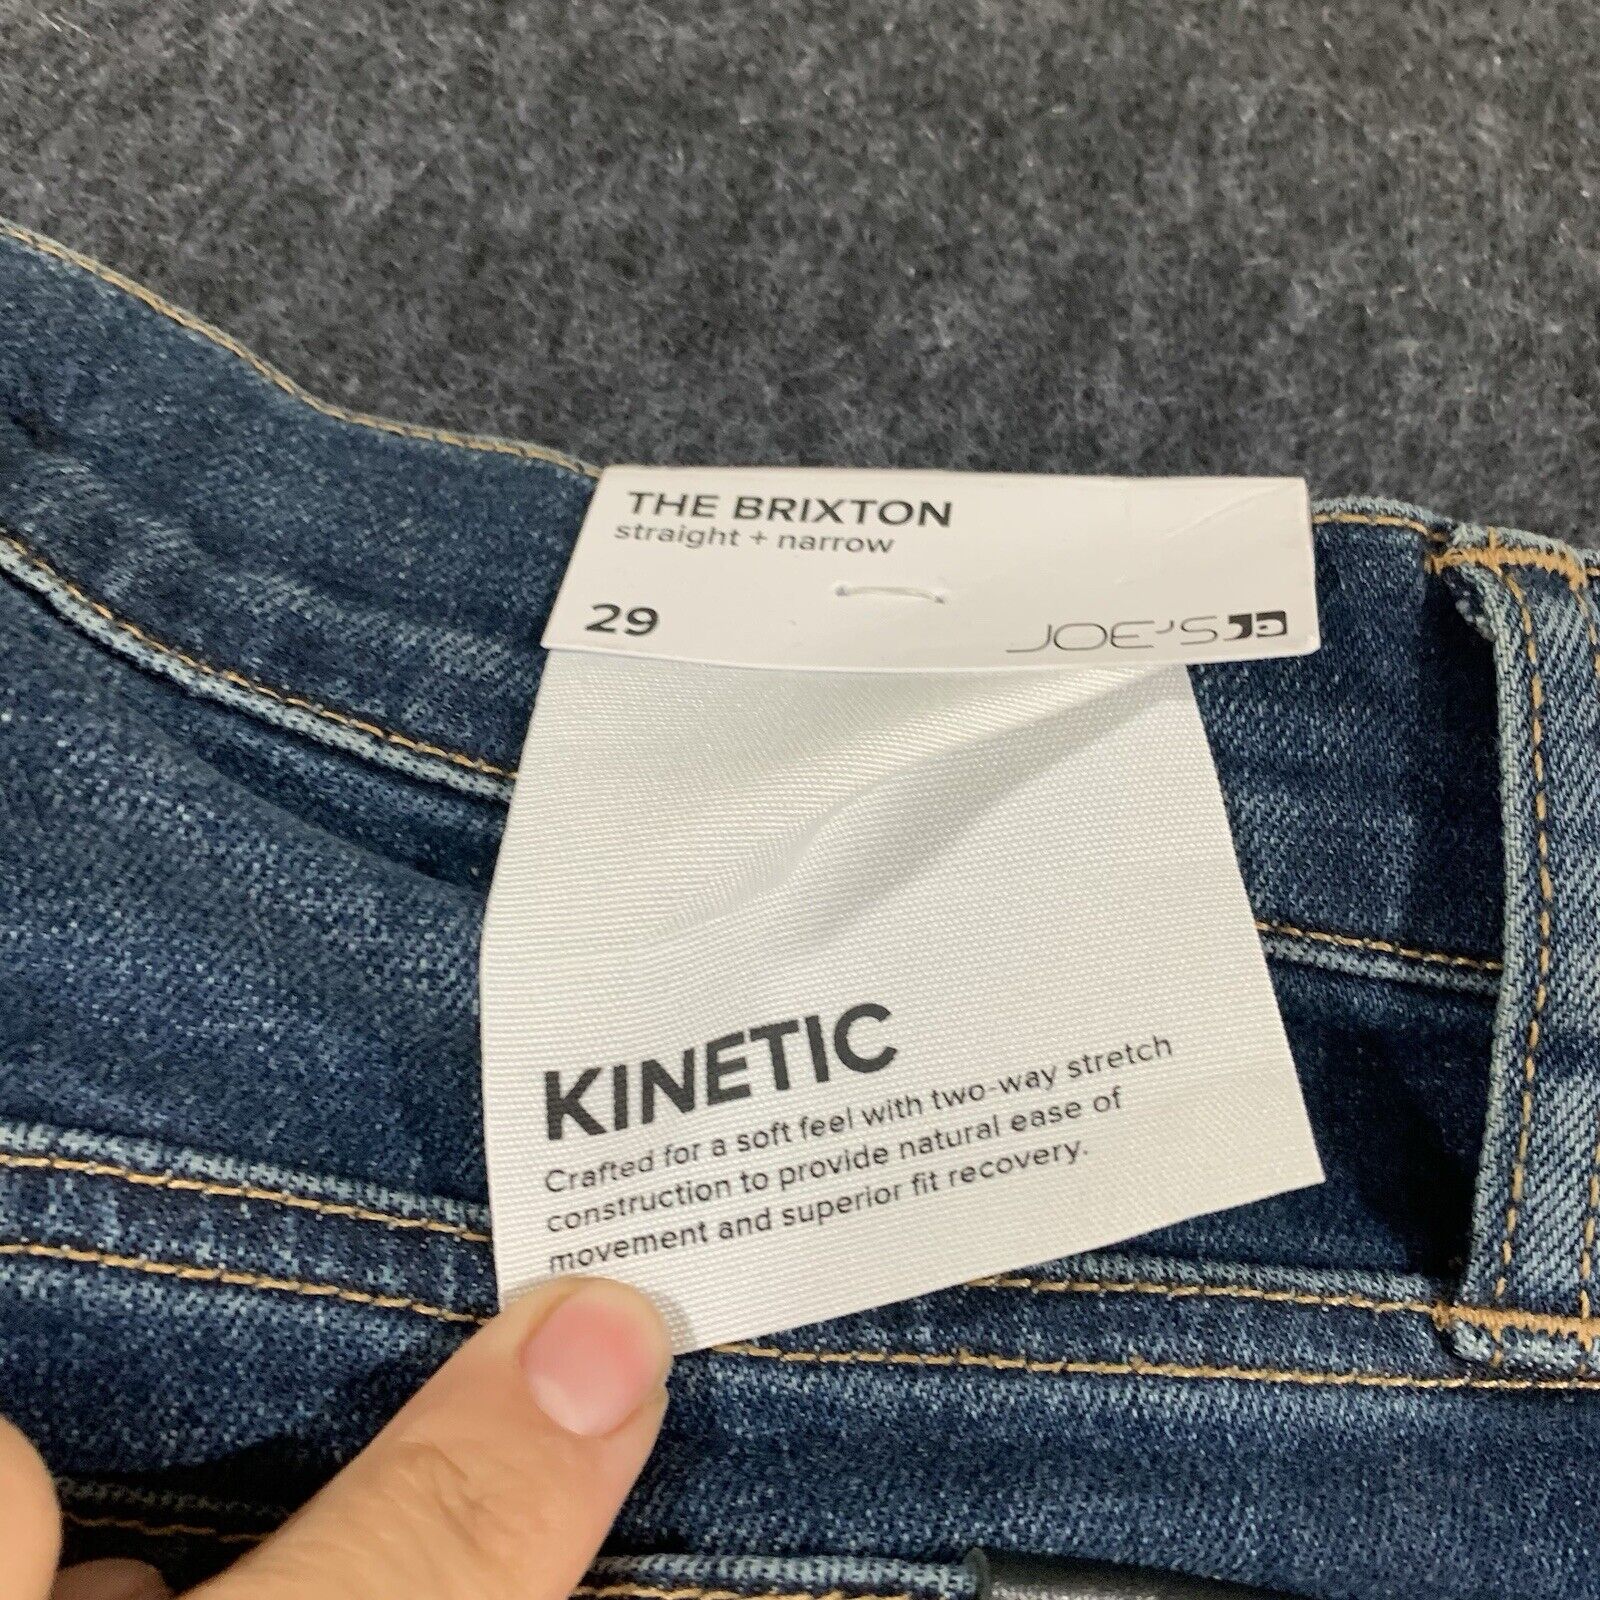 THE BRIXTON
straight + narrow
29
JOE'S
KINETIC
Crafted for a soft feel with two-way stretch
construction to provide natural ease of
movement and superior fit recovery.